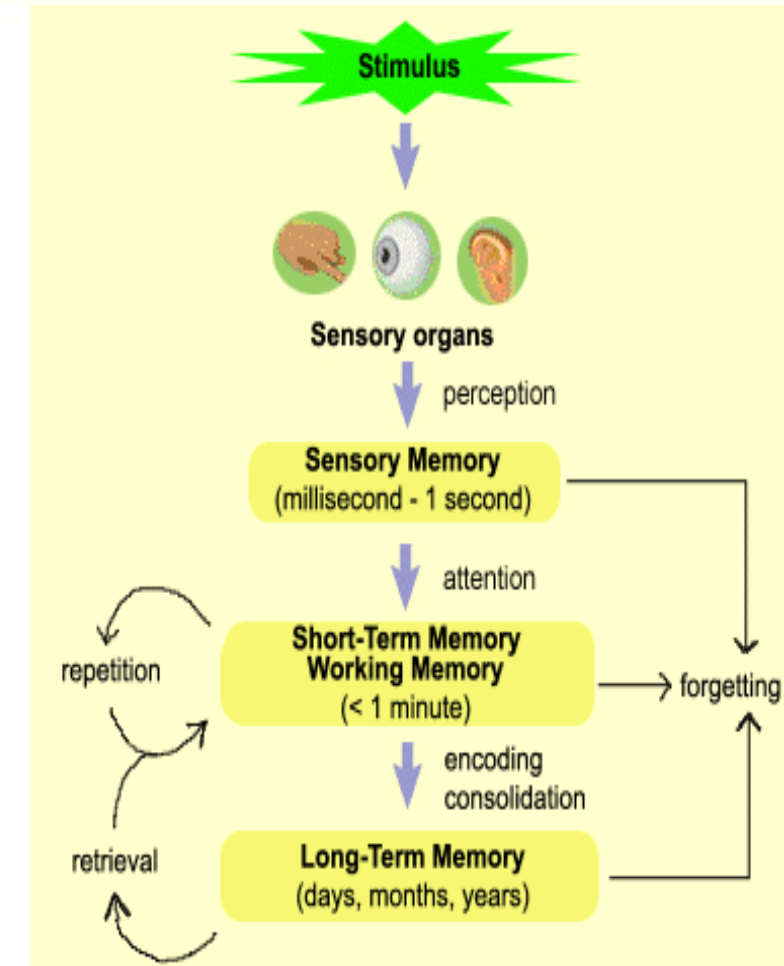 Stimulus
Sensory organs
perception
Sensory Memory
(millisecond - 1 second)
attention
Short-Term Memory
Working Memory
(< 1 minute)
repetition
forgetting
encoding
consolidation
retrieval
Long-Term Memory
(days, months, years)